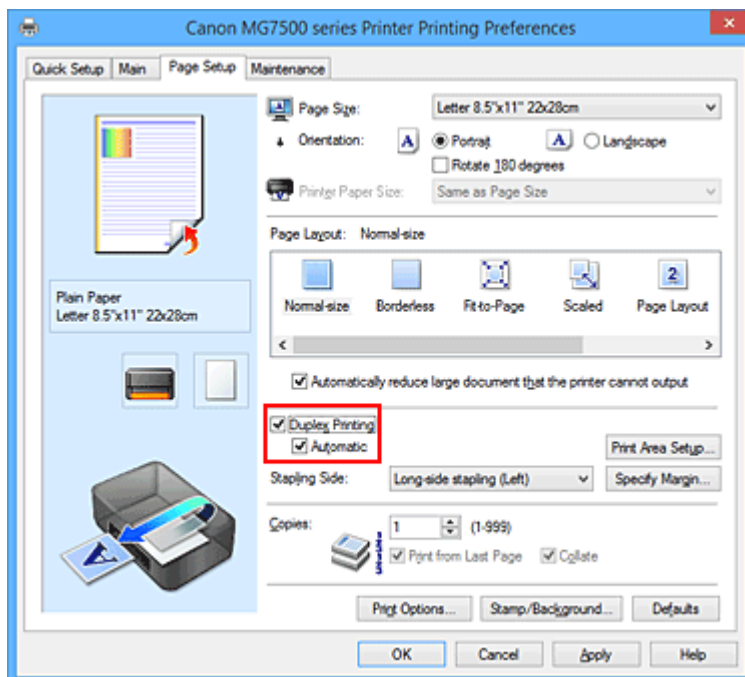 Canon MG7500 series Printer Printing Preferences
Quick Setup Main Page Setup Maintenance
Page Size: Letter 8.5"x11" 22x28cm
Orientation: A Portrait A Landscape
Rotate 180 degrees
Printer Paper Size: Same as Page Size
Page Layout: Normal-size
2
Normal-size Borderless Fit-to-Page Scaled Page Layout
Plain Paper
Letter 8.5"x11" 22x28cm
Automatically reduce large document that the printer cannot output
Duplex Printing
Automatic
Print Area Setup...
Stapling Side: Long-side stapling (Left) Specify Margin...
Copies: 1 (1-999)
Print from Last Page Collate
A
Print Options... Stamp/Background... Defaults
OK Cancel Apply Help